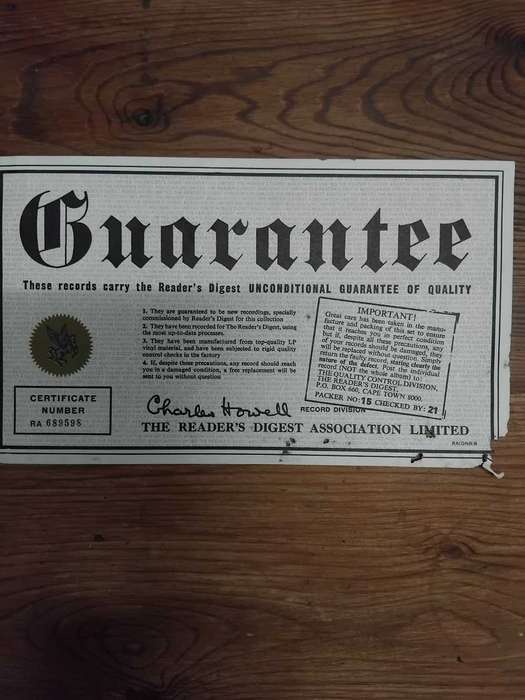 Guarantee
These records carry the Reader's Digest UNCONDITIONAL GUARANTEE OF QUALITY
1. They are guaranteed to be new recordings, specially
commissioned by Reader's Digest for this collection
2. They have been recorded for The Reader's Digest, using
the most up-to-date processes.
3. They have been manufactured from top-quality LP
vinyl material, and have been subjected to rigid quality
control checks in the factory
4. If, despite these precautions, any record should reach
you in a damaged condition, a free replacement will be
sent to you without question
IMPORTANT!
Great care has been taken in the manu-
facture and packing of this set to ensure
that it reaches you in perfect condition
but if, despite all these precautions, any
of your records should be damaged, they
will be replaced without question. Simply
return the faulty record, stating clearly the
nature of the defect. Post the individual
record (NOT the whole album) to:
THE QUALITY CONTROL DIVISION,
THE READER'S DIGEST,
P.O. BOX 660, CAPE TOWN 8000.
PACKER NO: 15 CHECKED BY: 21
CERTIFICATE
NUMBER
RA 689598
Charles Howell RECORD DIVISION
THE READER'S DIGEST ASSOCIATION LIMITED